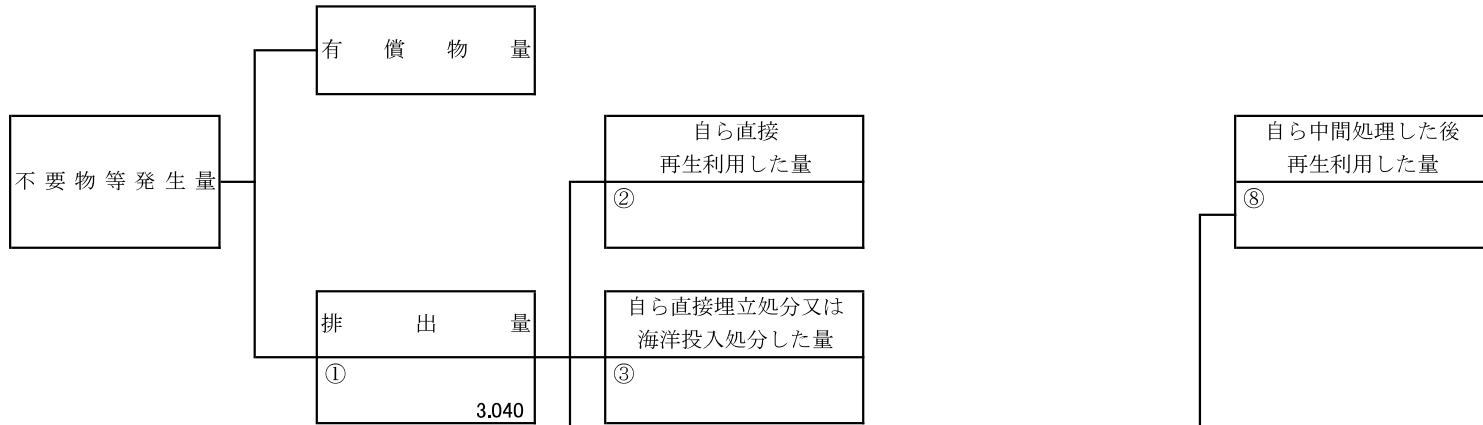 有償物量
不要物等発生量
自ら直接
再生利用した量
②
自ら中間処理した後
再生利用した量
⑧
排出量
①
3.040
自ら直接埋立処分又は
海洋投入処分した量
③